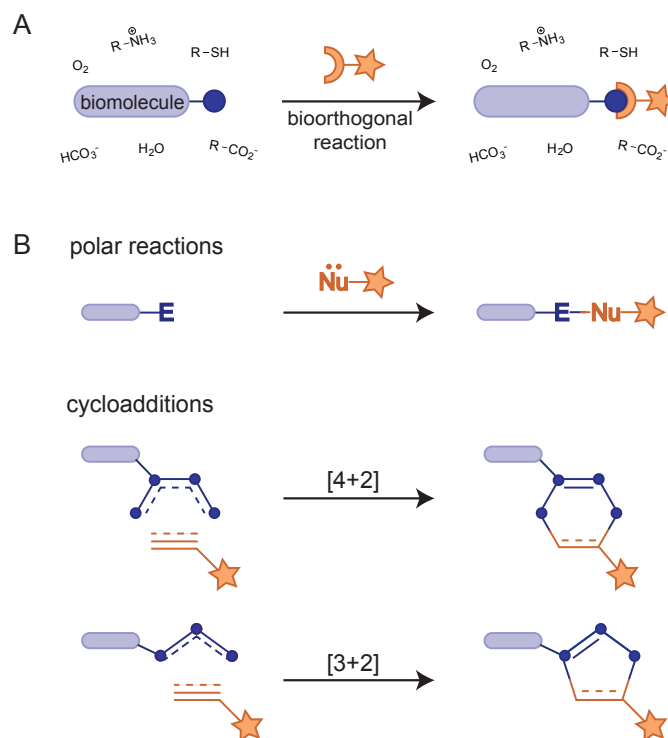 A
O₂
R-NH₃⊕
R-SH
biomolecule
HCO₃⁻
H₂O
R-CO₂⁻
bioorthogonal
reaction
O₂
R-NH₃⊕
R-SH
HCO₃⁻
H₂O
R-CO₂⁻
B
polar reactions
E
N̈u
E-Nu
cycloadditions
[4+2]
[3+2]